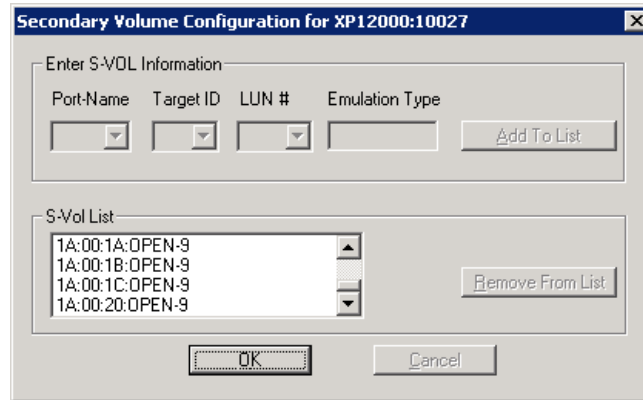 Secondary Volume Configuration for XP12000:10027
Enter S-VOL Information
Port-Name Target ID LUN # Emulation Type
Add To List
S-Vol List
1A:00:1A:OPEN-9
1A:00:1B:OPEN-9
1A:00:1C:OPEN-9
1A:00:20:OPEN-9
Remove From List
OK Cancel